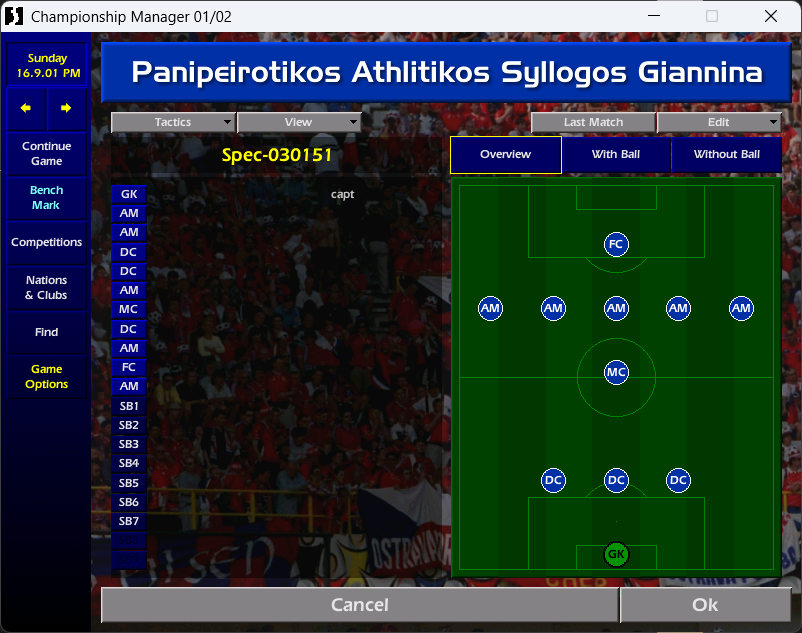 Championship Manager 01/02
Sunday
16.9.01 PM
Continue
Game
Bench
Mark
Competitions
Nations
& Clubs
Find
Game
Options
Panipeirotikos Athlitikos Syllogos Giannina
Tactics
View
Last Match
Edit
Spec-030151
Overview
With Ball
Without Ball
GK capt
AM
AM
DC
DC
AM
MC
DC
AM
FC
AM
SB1
SB2
SB3
SB4
SB5
SB6
SB7
FC
AM AM AM AM AM
MC
DC DC DC
GK
Cancel
Ok